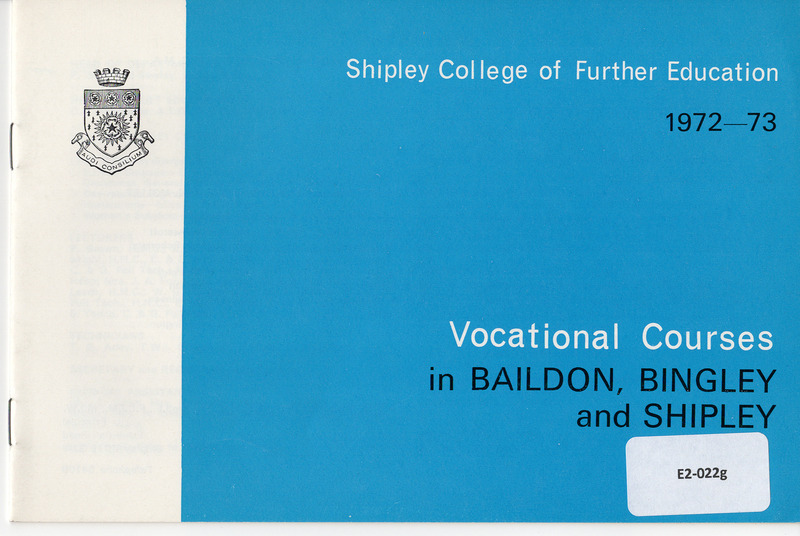 AUDI CONSILIUM
Shipley College of Further Education
1972—73
Vocational Courses
in BAILDON, BINGLEY
and SHIPLEY
E2-022g